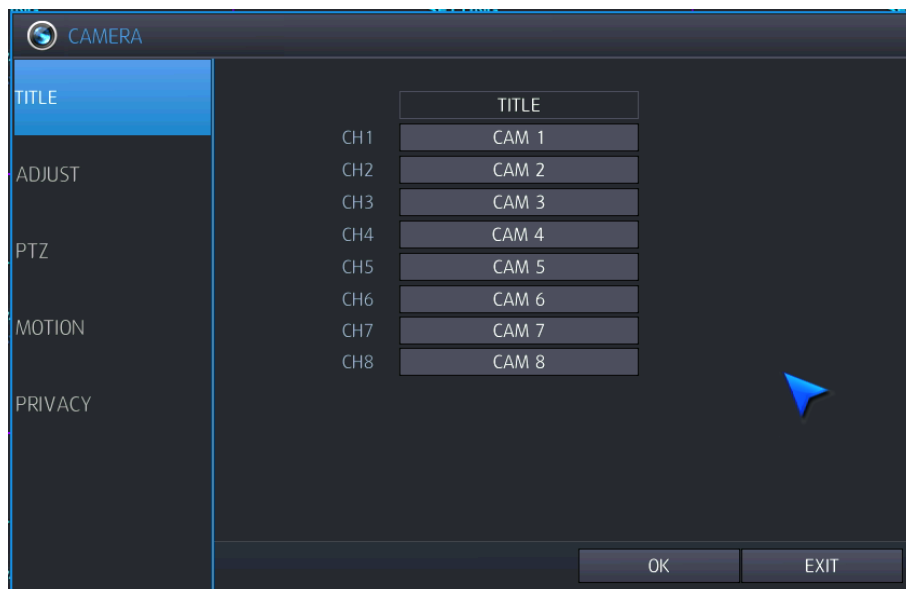 CAMERA
TITLE
ADJUST
PTZ
MOTION
PRIVACY
TITLE
CH1 CAM 1
CH2 CAM 2
CH3 CAM 3
CH4 CAM 4
CH5 CAM 5
CH6 CAM 6
CH7 CAM 7
CH8 CAM 8
OK EXIT